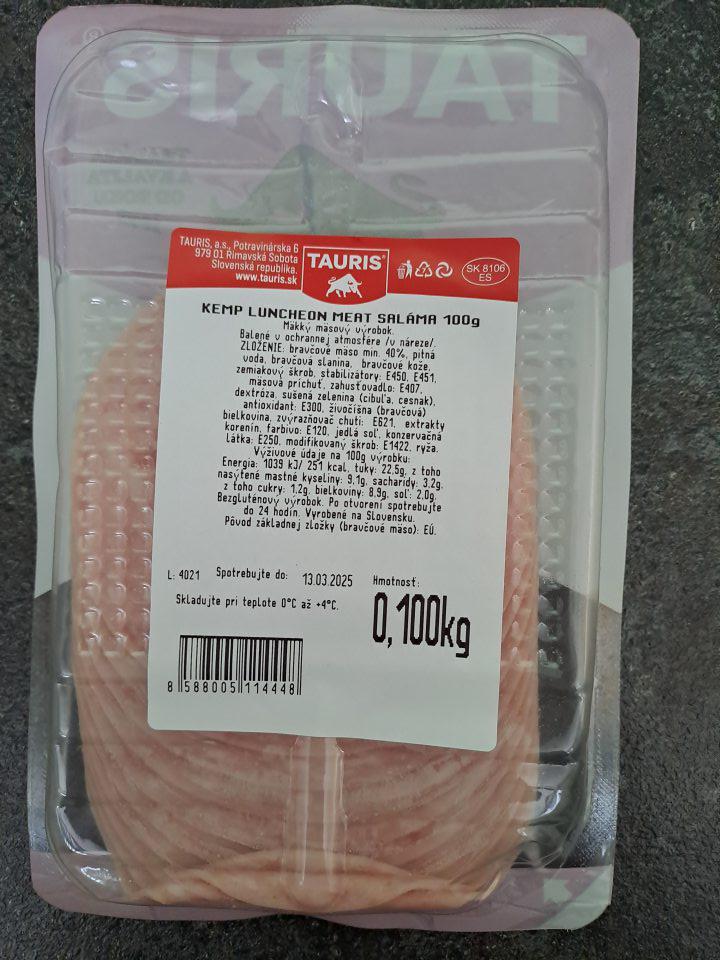 TAURIS®
TAURIS, a.s., Potravinárska 6
979 01 Rimavská Sobota
Slovenská republika.
www.tauris.sk
TAURIS®
SK 8106
ES
KEMP LUNCHEON MEAT SALÁMA 100g
Mäkký mäsový výrobok.
Balené v ochrannej atmosfére /v náreze/.
ZLOŽENIE: bravčové mäso min. 40%, pitná
voda, bravčová slanina, bravčové kože,
zemiakový škrob, stabilizátory: E450, E451,
mäsová príchuť, zahusťovadlo: E407,
dextróza, sušená zelenina (cibuľa, cesnak),
antioxidant: E300, živočíšna (bravčová)
bielkovina, zvýrazňovač chuti: E621, extrakty
korenín, farbivo: E120, jedlá soľ, konzervačná
látka: E250, modifikovaný škrob: E1422, ryža.
Výživové údaje na 100g výrobku:
Energia: 1039 kJ/ 251 kcal, tuky: 22,5g, z toho
nasýtené mastné kyseliny: 9,1g, sacharidy: 3,2g,
z toho cukry: 1,2g, bielkoviny: 8,9g, soľ: 2,0g.
Bezgluténový výrobok. Po otvorení spotrebujte
do 24 hodín. Vyrobené na Slovensku.
Pôvod základnej zložky (bravčové mäso): EÚ.
L: 4021 Spotrebujte do: 13.03.2025 Hmotnosť:
Skladujte pri teplote 0°C až +4°C.
0,100kg
8 588005 114448